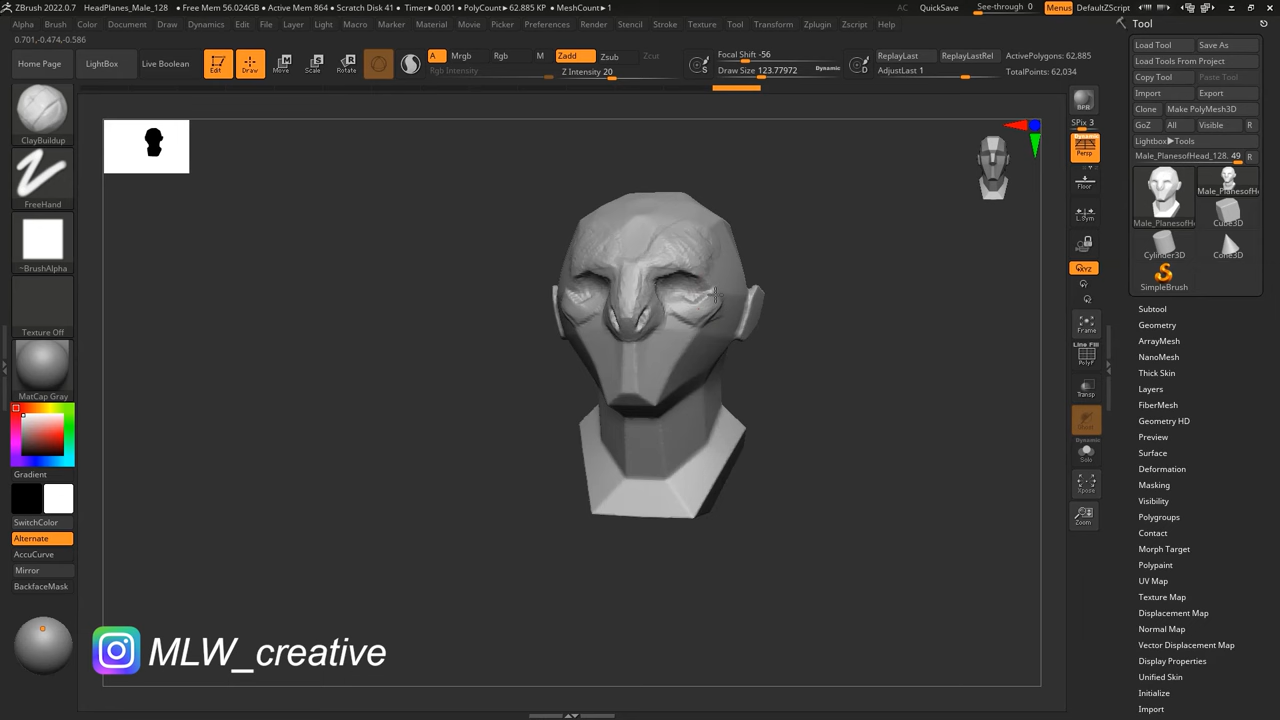 ZBrush 2022.0.7 HeadPlanes_Male_128 • Free Mem 56.024GB • Active Mem 864 • Scratch Disk 41 • Timer▶0.001 • PolyCount▶62.885 KP • MeshCount▶1 AC QuickSave See-through 0 Menus DefaultZScript
Alpha Brush Color Document Draw Dynamics Edit File Layer Light Macro Marker Material Movie Picker Preferences Render Stencil Stroke Texture Tool Transform Zplugin Zscript Help
0.701,-0.474,-0.586
Home Page LightBox Live Boolean Edit Draw Move Scale Rotate
A Mrgb Rgb M Zadd Zsub Zcut
Rgb Intensity Z Intensity 20
S Focal Shift -56
Draw Size 123.77972 Dynamic
D ReplayLast ReplayLastRel ActivePolygons: 62,885
AdjustLast 1 TotalPoints: 62,034
ClayBuildup
FreeHand
~BrushAlpha
Texture Off
MatCap Gray
Gradient
SwitchColor
Alternate
AccuCurve
Mirror
BackfaceMask
MLW_creative
BPR
SPix 3
Dynamic
Persp
Floor
L.Sym
XYZ
Frame
Line Fill
PolyF
Transp
Dynamic
Solo
Xpose
Zoom
Tool
Load Tool Save As
Load Tools From Project
Copy Tool Paste Tool
Import Export
Clone Make PolyMesh3D
GoZ All Visible R
Lightbox▶Tools
Male_PlanesofHead_128. 49 R
Male_PlanesofH Male_PlanesofHe
Cube3D
Cylinder3D Cone3D
SimpleBrush
Subtool
Geometry
ArrayMesh
NanoMesh
Thick Skin
Layers
FiberMesh
Geometry HD
Preview
Surface
Deformation
Masking
Visibility
Polygroups
Contact
Morph Target
Polypaint
UV Map
Texture Map
Displacement Map
Normal Map
Vector Displacement Map
Display Properties
Unified Skin
Initialize
Import